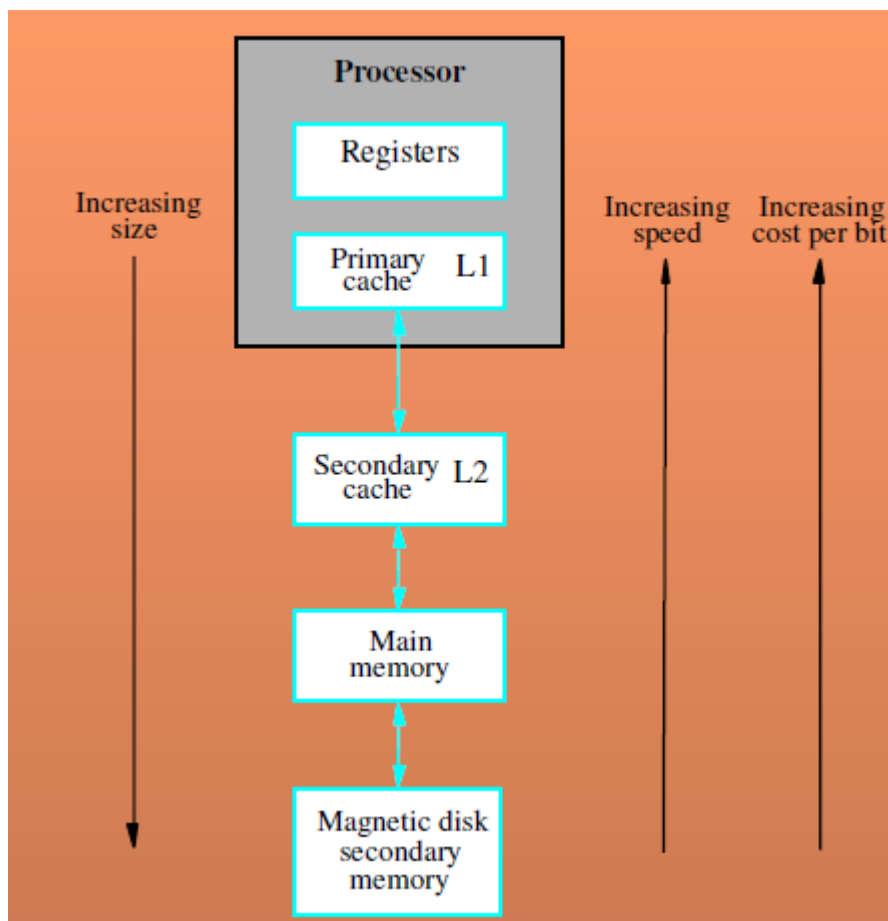 Processor
Registers
Increasing
size
Increasing
speed
Increasing
cost per bit
Primary
cache
L1
Secondary
cache
L2
Main
memory
Magnetic disk
secondary
memory